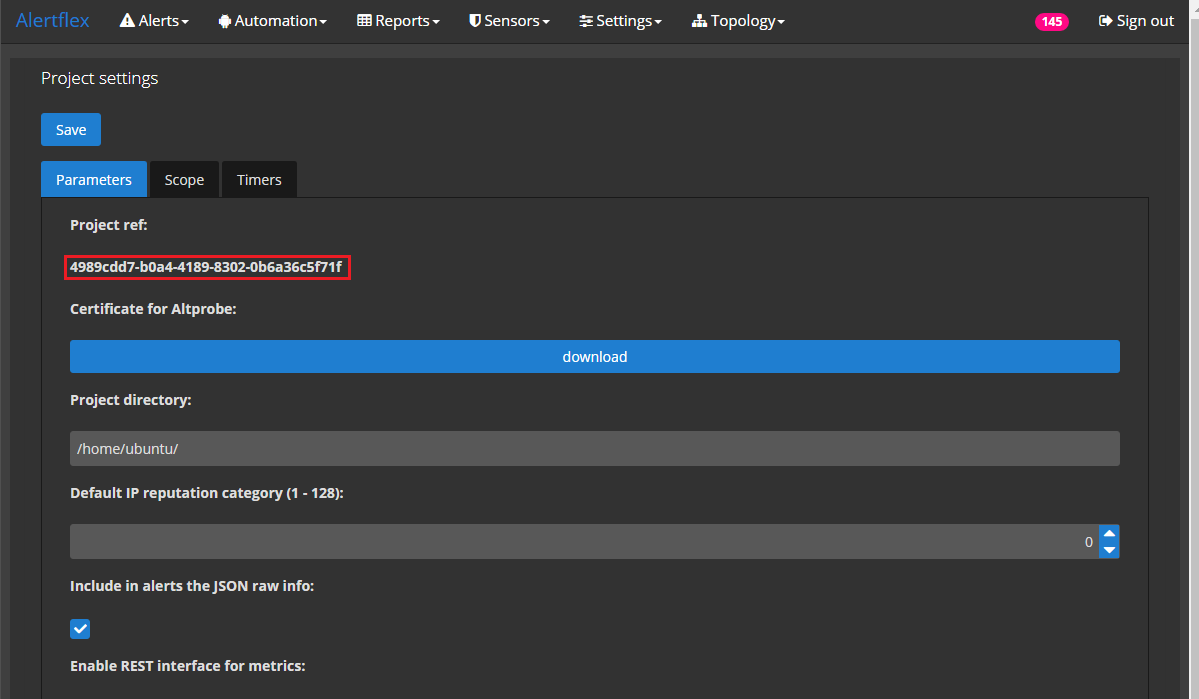 Alertflex Alerts Automation Reports Sensors Settings Topology 145 Sign out
Project settings
Save
Parameters Scope Timers
Project ref:
4989cdd7-b0a4-4189-8302-0b6a36c5f71f
Certificate for Altprobe:
download
Project directory:
/home/ubuntu/
Default IP reputation category (1 - 128):
0
Include in alerts the JSON raw info:
Enable REST interface for metrics: